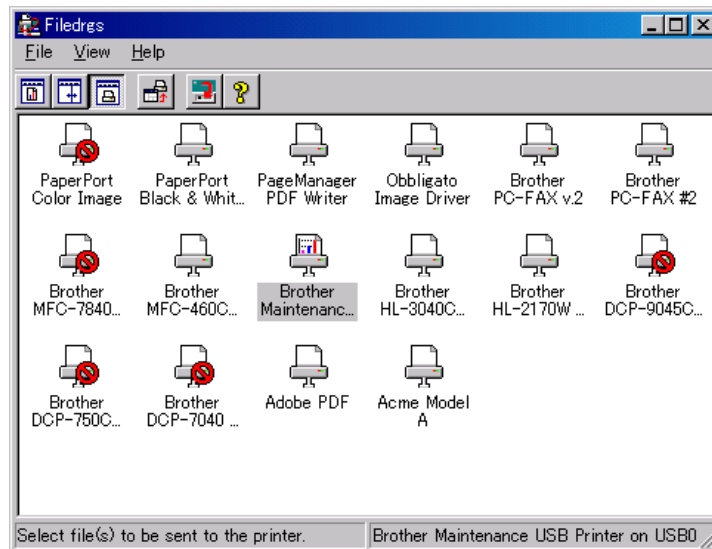 Filedrgs
File View Help
PaperPort
Color Image
PaperPort
Black & Whit...
PageManager
PDF Writer
Obbligato
Image Driver
Brother
PC-FAX v.2
Brother
PC-FAX #2
Brother
MFC-7840...
Brother
MFC-460C...
Brother
Maintenanc...
Brother
HL-3040C...
Brother
HL-2170W ...
Brother
DCP-9045C...
Brother
DCP-750C...
Brother
DCP-7040 ...
Adobe PDF
Acme Model
A
Select file(s) to be sent to the printer.
Brother Maintenance USB Printer on USB0